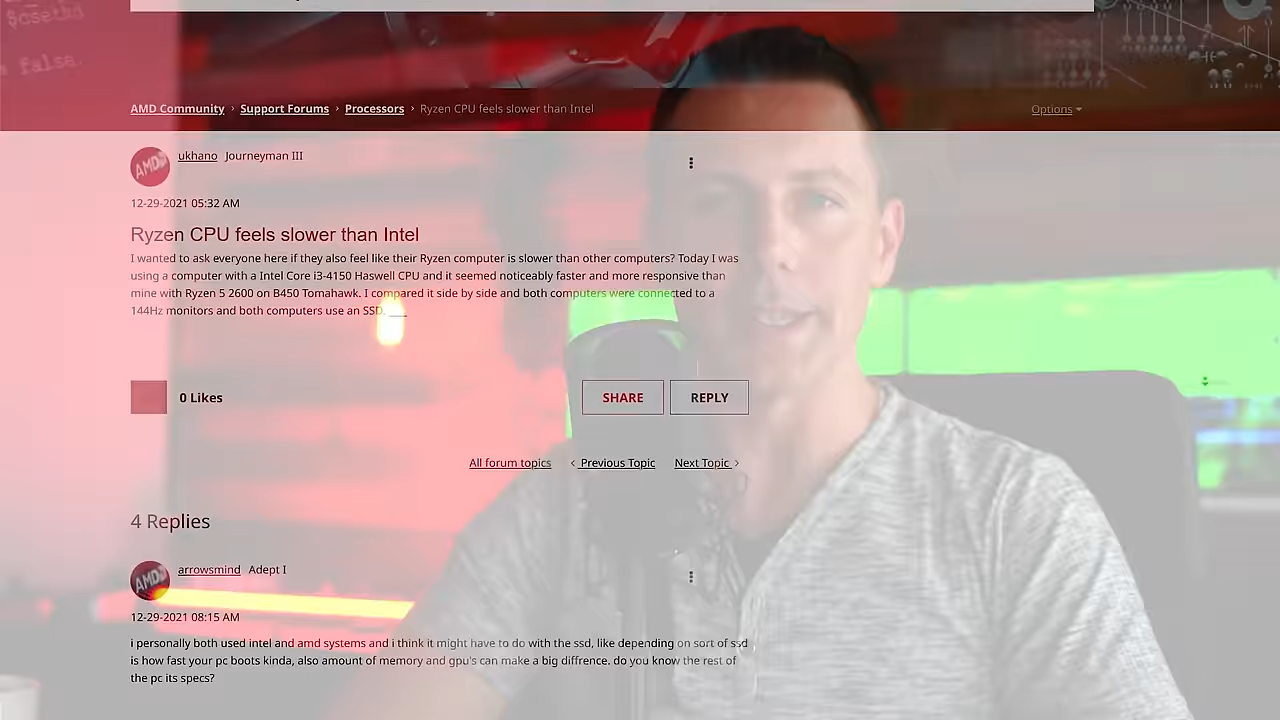 $csethd
false.
AMD Community › Support Forums › Processors › Ryzen CPU feels slower than Intel
Options
AMD
ukhano Journeyman III
12-29-2021 05:32 AM
Ryzen CPU feels slower than Intel
I wanted to ask everyone here if they also feel like their Ryzen computer is slower than other computers? Today I was
using a computer with a Intel Core i3-4150 Haswell CPU and it seemed noticeably faster and more responsive than
mine with Ryzen 5 2600 on B450 Tomahawk. I compared it side by side and both computers were connected to a
144Hz monitors and both computers use an SSD.
0 Likes
SHARE REPLY
All forum topics ‹ Previous Topic Next Topic ›
4 Replies
AMD
arrowsmind Adept I
12-29-2021 08:15 AM
i personally both used intel and amd systems and i think it might have to do with the ssd, like depending on sort of ssd
is how fast your pc boots kinda, also amount of memory and gpu's can make a big diffrence. do you know the rest of
the pc its specs?